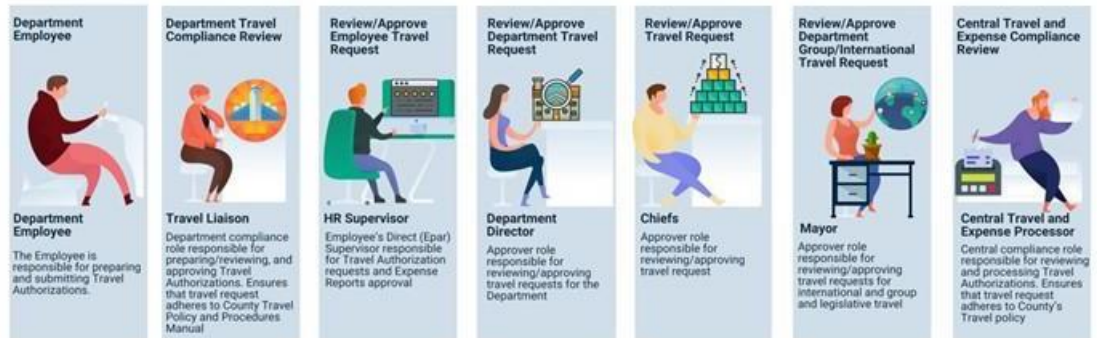 Department
Employee
Department
Employee
The Employee is
responsible for preparing
and submitting Travel
Authorizations.
Department Travel
Compliance Review
Travel Liaison
Department compliance
role responsible for
preparing/reviewing, and
approving Travel
Authorizations. Ensures
that travel request
adheres to County Travel
Policy and Procedures
Manual
Review/Approve
Employee Travel
Request
HR Supervisor
Employee's Direct (Epar)
Supervisor responsible
for Travel Authorization
requests and Expense
Reports approval
Review/Approve
Department Travel
Request
Department
Director
Approver role
responsible for
reviewing/approving
travel requests for the
Department
Review/Approve
Travel Request
Chiefs
Approver role
responsible for
reviewing/approving
travel request
Review/Approve
Department
Group/International
Travel Request
Mayor
Approver role
responsible for
reviewing/approving
travel requests for
international and group
and legislative travel
Central Travel and
Expense Compliance
Review
Central Travel and
Expense Processor
Central compliance role
responsible for reviewing
and processing Travel
Authorizations. Ensures
that travel request
adheres to County's
Travel policy